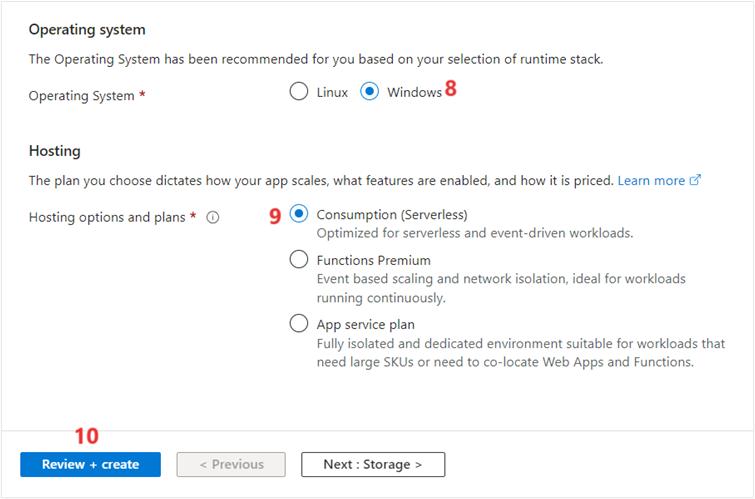 Operating system
The Operating System has been recommended for you based on your selection of runtime stack.
Operating System * Linux Windows 8
Hosting
The plan you choose dictates how your app scales, what features are enabled, and how it is priced. Learn more
Hosting options and plans * 9 Consumption (Serverless)
Optimized for serverless and event-driven workloads.
Functions Premium
Event based scaling and network isolation, ideal for workloads
running continuously.
App service plan
Fully isolated and dedicated environment suitable for workloads that
need large SKUs or need to co-locate Web Apps and Functions.
10
Review + create < Previous Next : Storage >